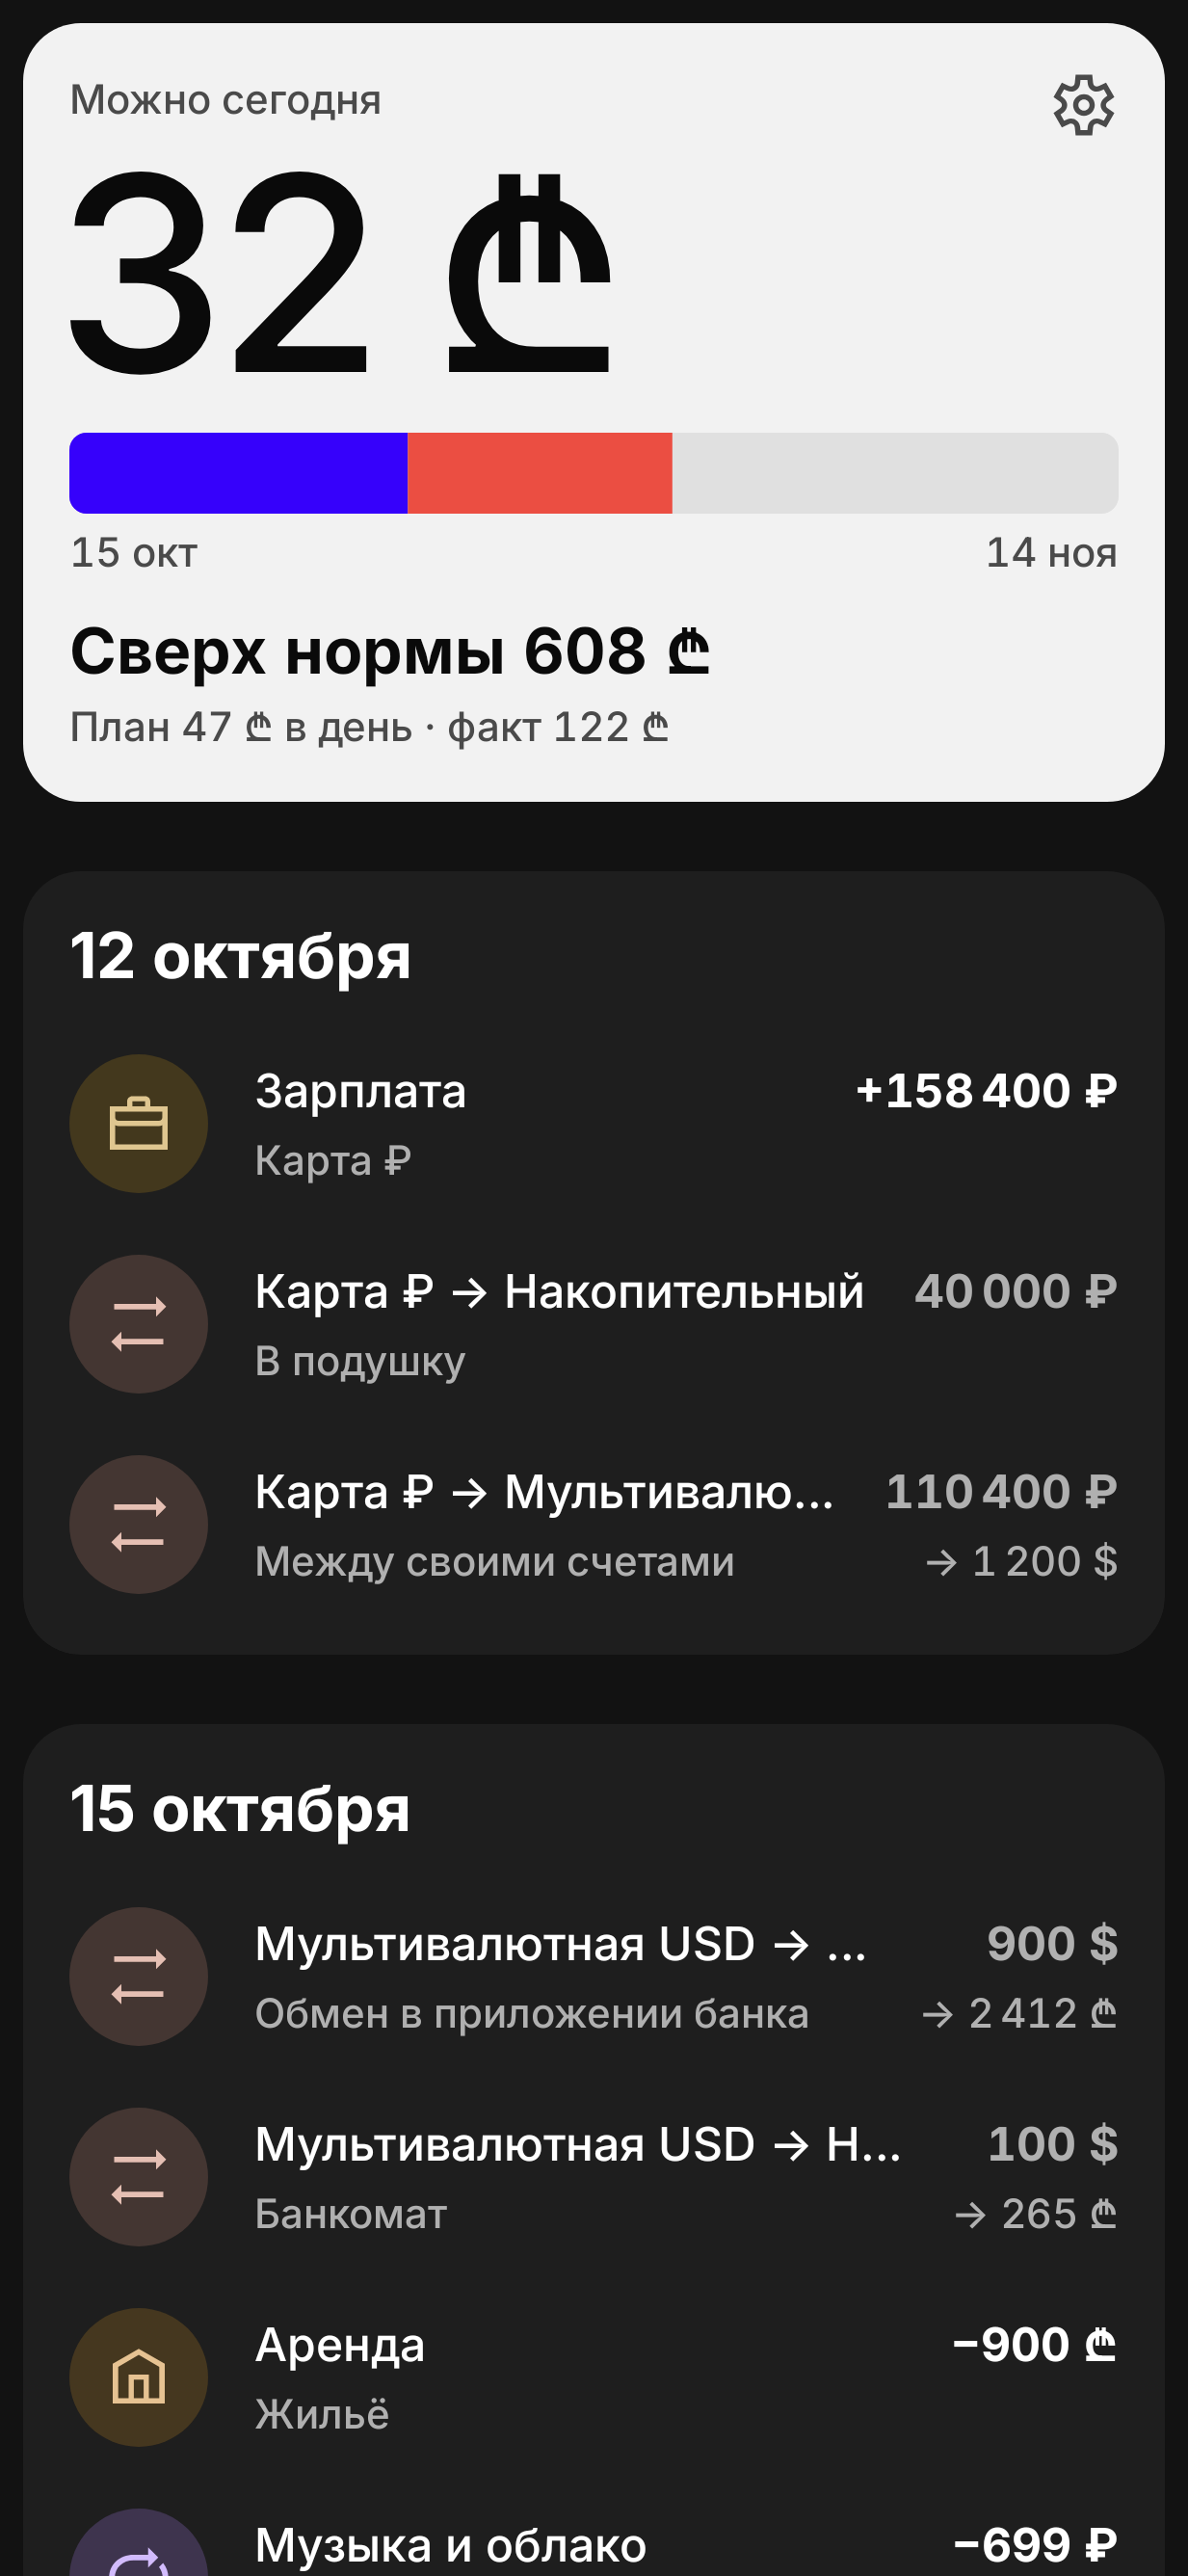 Можно сегодня
32 ₾
15 окт 14 ноя
Сверх нормы 608 ₾
План 47 ₾ в день · факт 122 ₾
12 октября
Зарплата +158 400 ₽
Карта ₽
Карта ₽ → Накопительный 40 000 ₽
В подушку
Карта ₽ → Мультивалю... 110 400 ₽
Между своими счетами → 1 200 $
15 октября
Мультивалютная USD → ... 900 $
Обмен в приложении банка → 2 412 ₾
Мультивалютная USD → Н... 100 $
Банкомат → 265 ₾
Аренда −900 ₾
Жильё
Музыка и облако −699 ₽